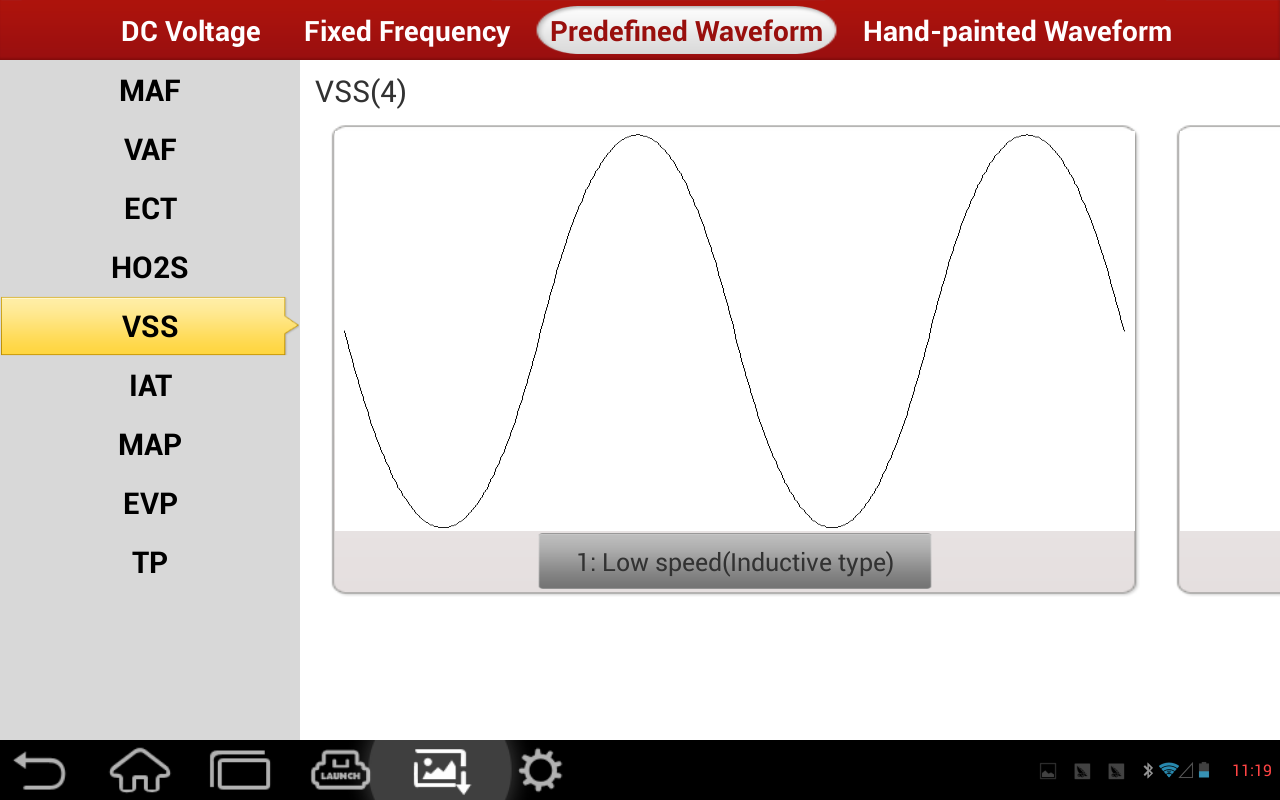 DC Voltage Fixed Frequency Predefined Waveform Hand-painted Waveform
MAF
VAF
ECT
HO2S
VSS
IAT
MAP
EVP
TP
VSS(4)
1: Low speed(Inductive type)
LAUNCH
11:19